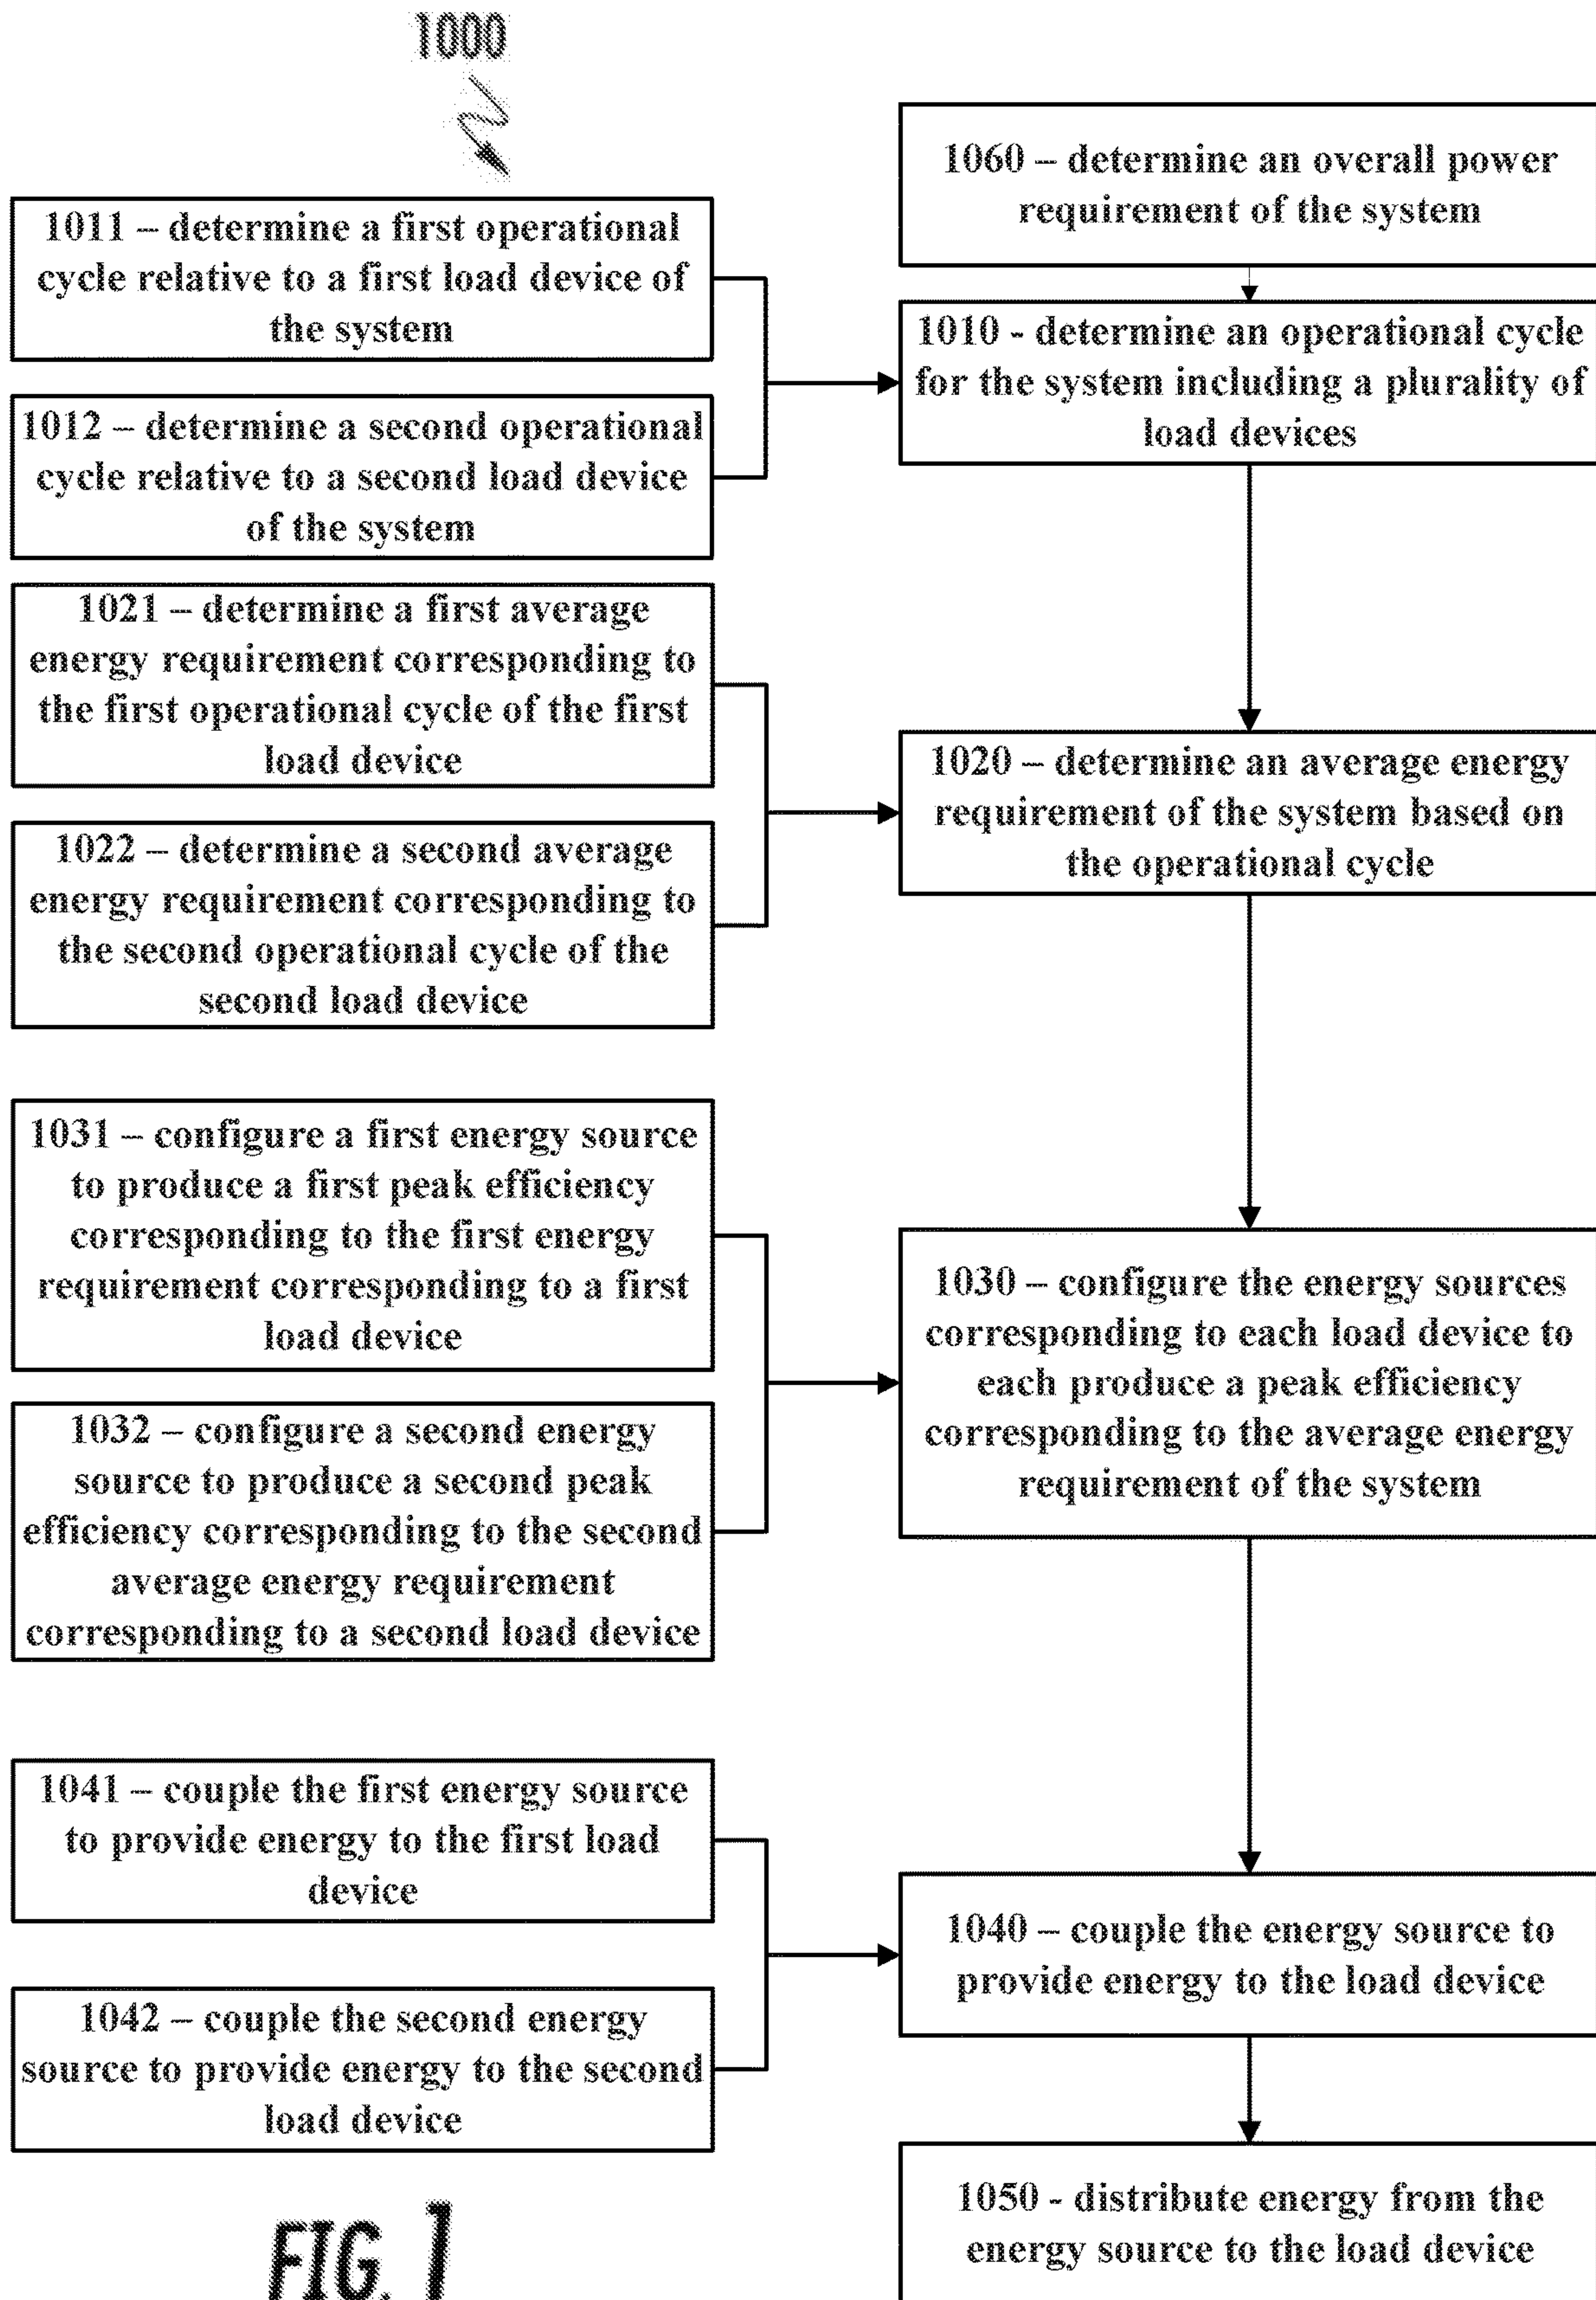 1000
1060 – determine an overall power
requirement of the system
1011 – determine a first operational
cycle relative to a first load device of
the system
1010 - determine an operational cycle
for the system including a plurality of
load devices
1012 – determine a second operational
cycle relative to a second load device
of the system
1021 – determine a first average
energy requirement corresponding to
the first operational cycle of the first
load device
1020 – determine an average energy
requirement of the system based on
the operational cycle
1022 – determine a second average
energy requirement corresponding to
the second operational cycle of the
second load device
1031 – configure a first energy source
to produce a first peak efficiency
corresponding to the first energy
requirement corresponding to a first
load device
1030 – configure the energy sources
corresponding to each load device to
each produce a peak efficiency
corresponding to the average energy
requirement of the system
1032 – configure a second energy
source to produce a second peak
efficiency corresponding to the second
average energy requirement
corresponding to a second load device
1041 – couple the first energy source
to provide energy to the first load
device
1040 – couple the energy source to
provide energy to the load device
1042 – couple the second energy
source to provide energy to the second
load device
1050 - distribute energy from the
energy source to the load device
FIG. 1